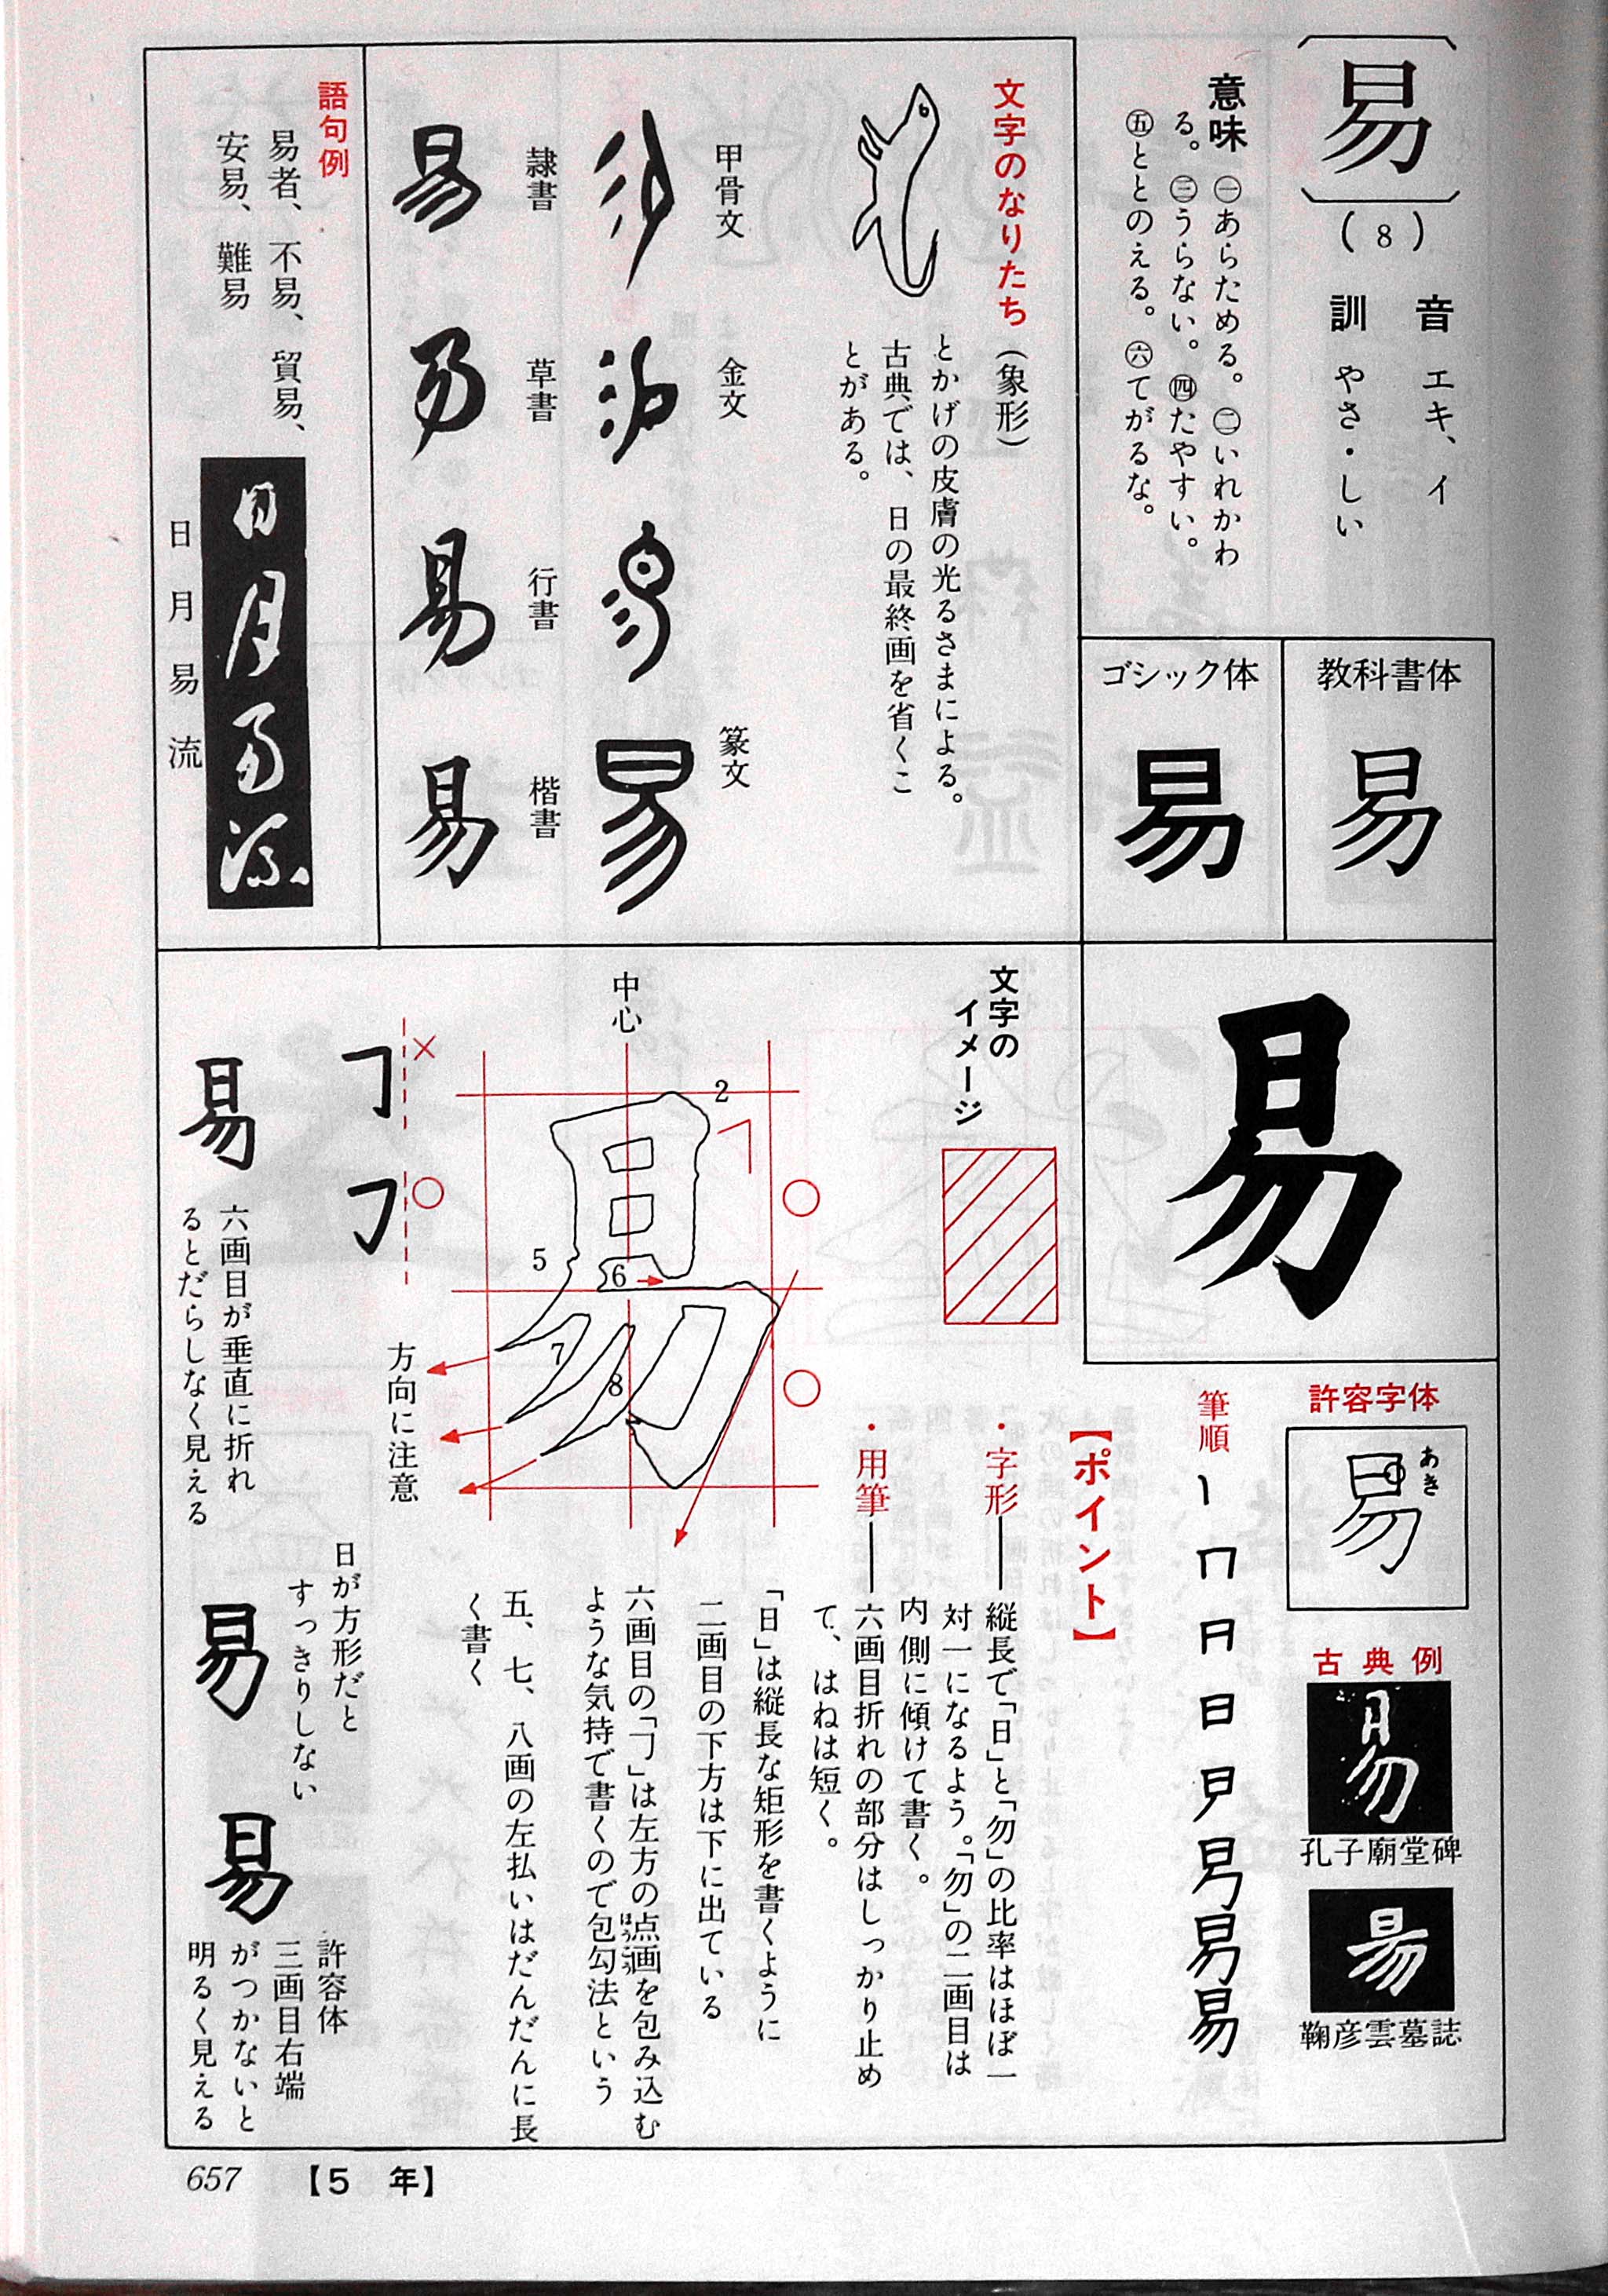 〔易〕(8)
音 エキ、イ
訓 やさ・しい
意味 ㊀あらためる。㊁いれかわ
る。㊂うらない。㊃たやすい。
㊄ととのえる。㊅てがるな。
教科書体
易
ゴシック体
易
文字のなりたち(象形)
とかげの皮膚の光るさまによる。
古典では、日の最終画を省くこ
とがある。
甲骨文
金文
篆文
隷書
草書
行書
楷書
易
易
易
易
語句例
易者、不易、貿易、
安易、難易
日月易流
日月易流
易
許容字体
あき
易
古典例
易
孔子廟堂碑
易
鞠彦雲墓誌
筆順
易
【ポイント】
・字形―縦長で「日」と「勿」の比率はほぼ一
対一になるよう。「勿」の二画目は
内側に傾けて書く。
・用筆―六画目折れの部分はしっかり止め
て、はねは短く。
文字の
イメージ
中心
2
5
6
7
8
方向に注意
「日」は縦長な矩形を書くように
二画目の下方は下に出ている
六画目の「㇆」は左方の点画を包み込む
ような気持で書くので包勾法という
ほうこう
五、七、八画の左払いはだんだんに長
く書く
×
○
易
六画目が垂直に折れ
るとだらしなく見える
日が方形だと
すっきりしない
易
易
許容体
三画目右端
がつかないと
明るく見える
657 【5 年】